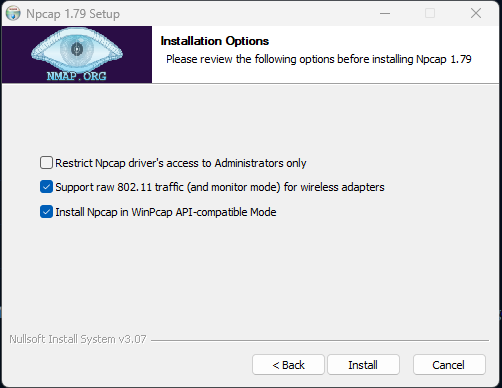 Npcap 1.79 Setup
NMAP.ORG
Installation Options
Please review the following options before installing Npcap 1.79
Restrict Npcap driver's access to Administrators only
Support raw 802.11 traffic (and monitor mode) for wireless adapters
Install Npcap in WinPcap API-compatible Mode
Nullsoft Install System v3.07
< Back
Install
Cancel